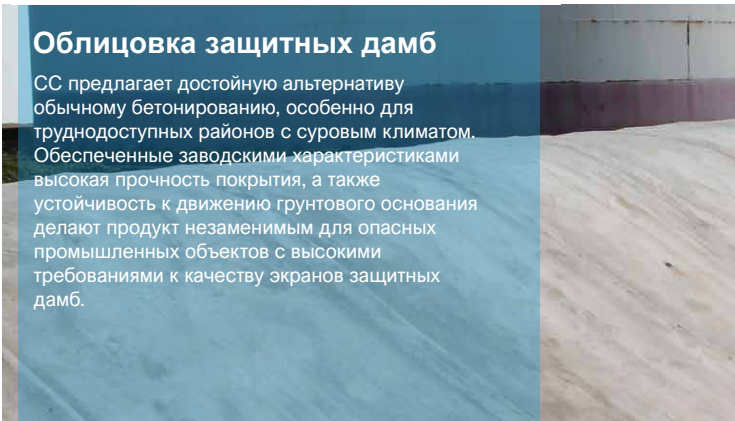 Облицовка защитных дамб
СС предлагает достойную альтернативу
обычному бетонированию, особенно для
труднодоступных районов с суровым климатом.
Обеспеченные заводскими характеристиками
высокая прочность покрытия, а также
устойчивость к движению грунтового основания
делают продукт незаменимым для опасных
промышленных объектов с высокими
требованиями к качеству экранов защитных
дамб.